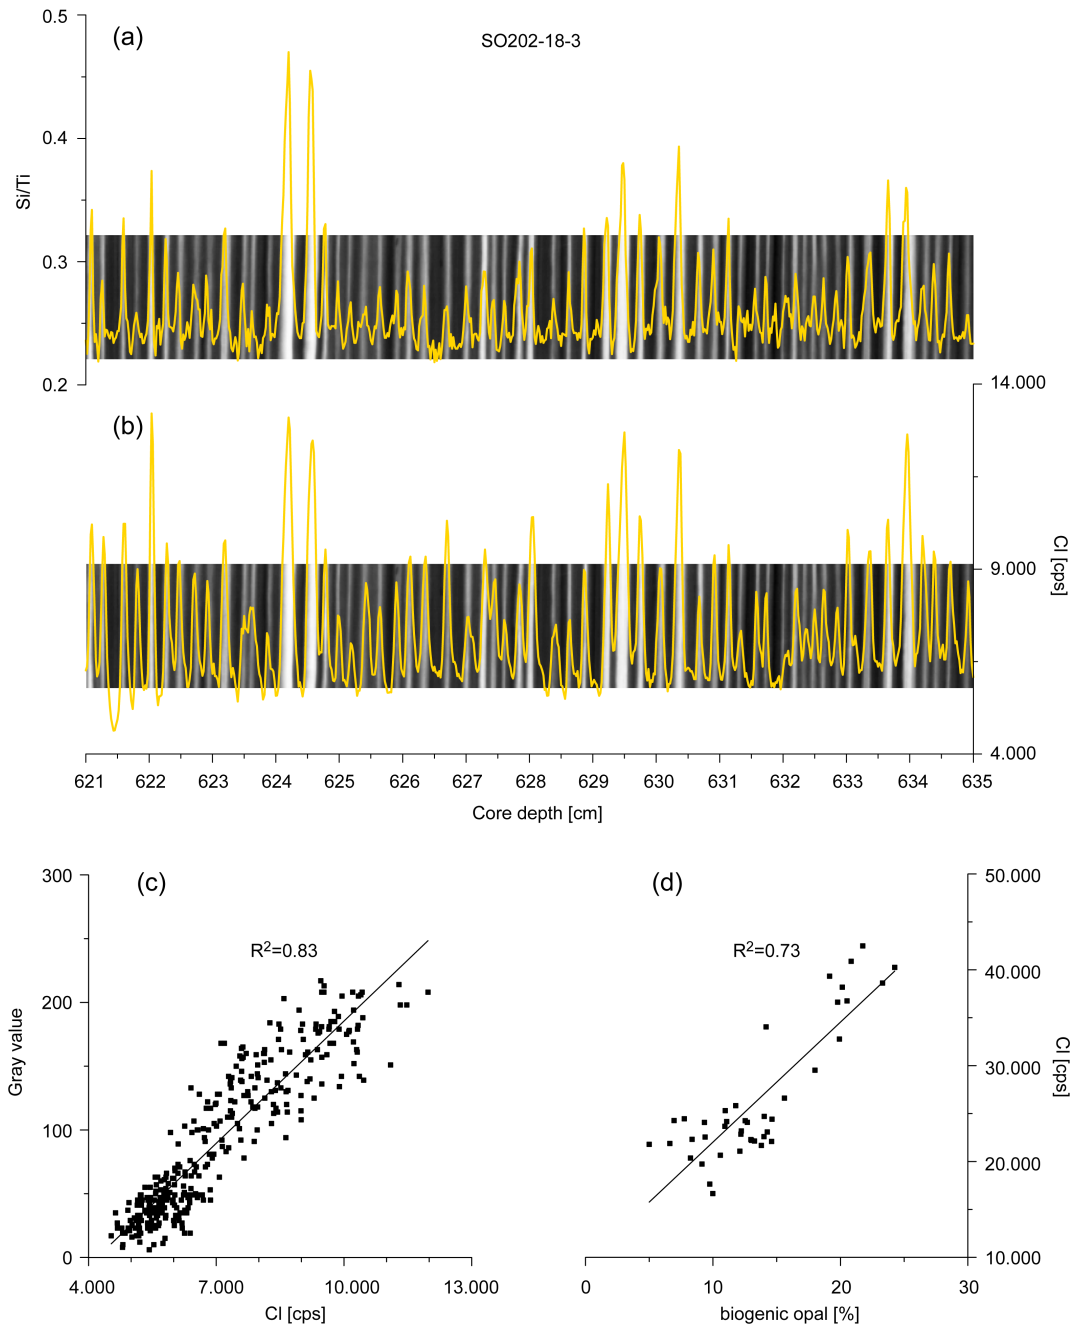 (a)
SO202-18-3
0.5
0.4
0.3
0.2
Si/Ti
(b)
14.000
9.000
4.000
Cl [cps]
621 622 623 624 625 626 627 628 629 630 631 632 633 634 635
Core depth [cm]
(c)
R²=0.83
300
200
100
0
Gray value
4.000 7.000 10.000 13.000
Cl [cps]
(d)
R²=0.73
50.000
40.000
30.000
20.000
10.000
Cl [cps]
0 10 20 30
biogenic opal [%]